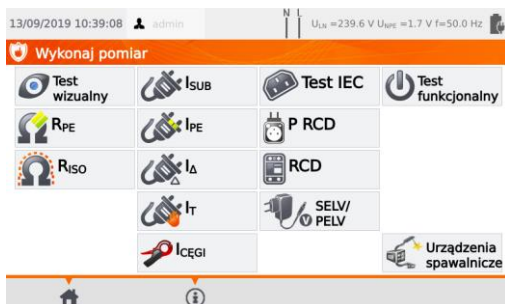 13/09/2019 10:39:08 admin N L U_LN =239.6 V U_NPE =1.7 V f=50.0 Hz
Wykonaj pomiar
Test wizualny
I_SUB
Test IEC
Test funkcjonalny
R_PE
I_PE
P RCD
R_ISO
I_Δ
RCD
I_T
SELV/
PELV
I_CĘGI
Urządzenia
spawalnicze